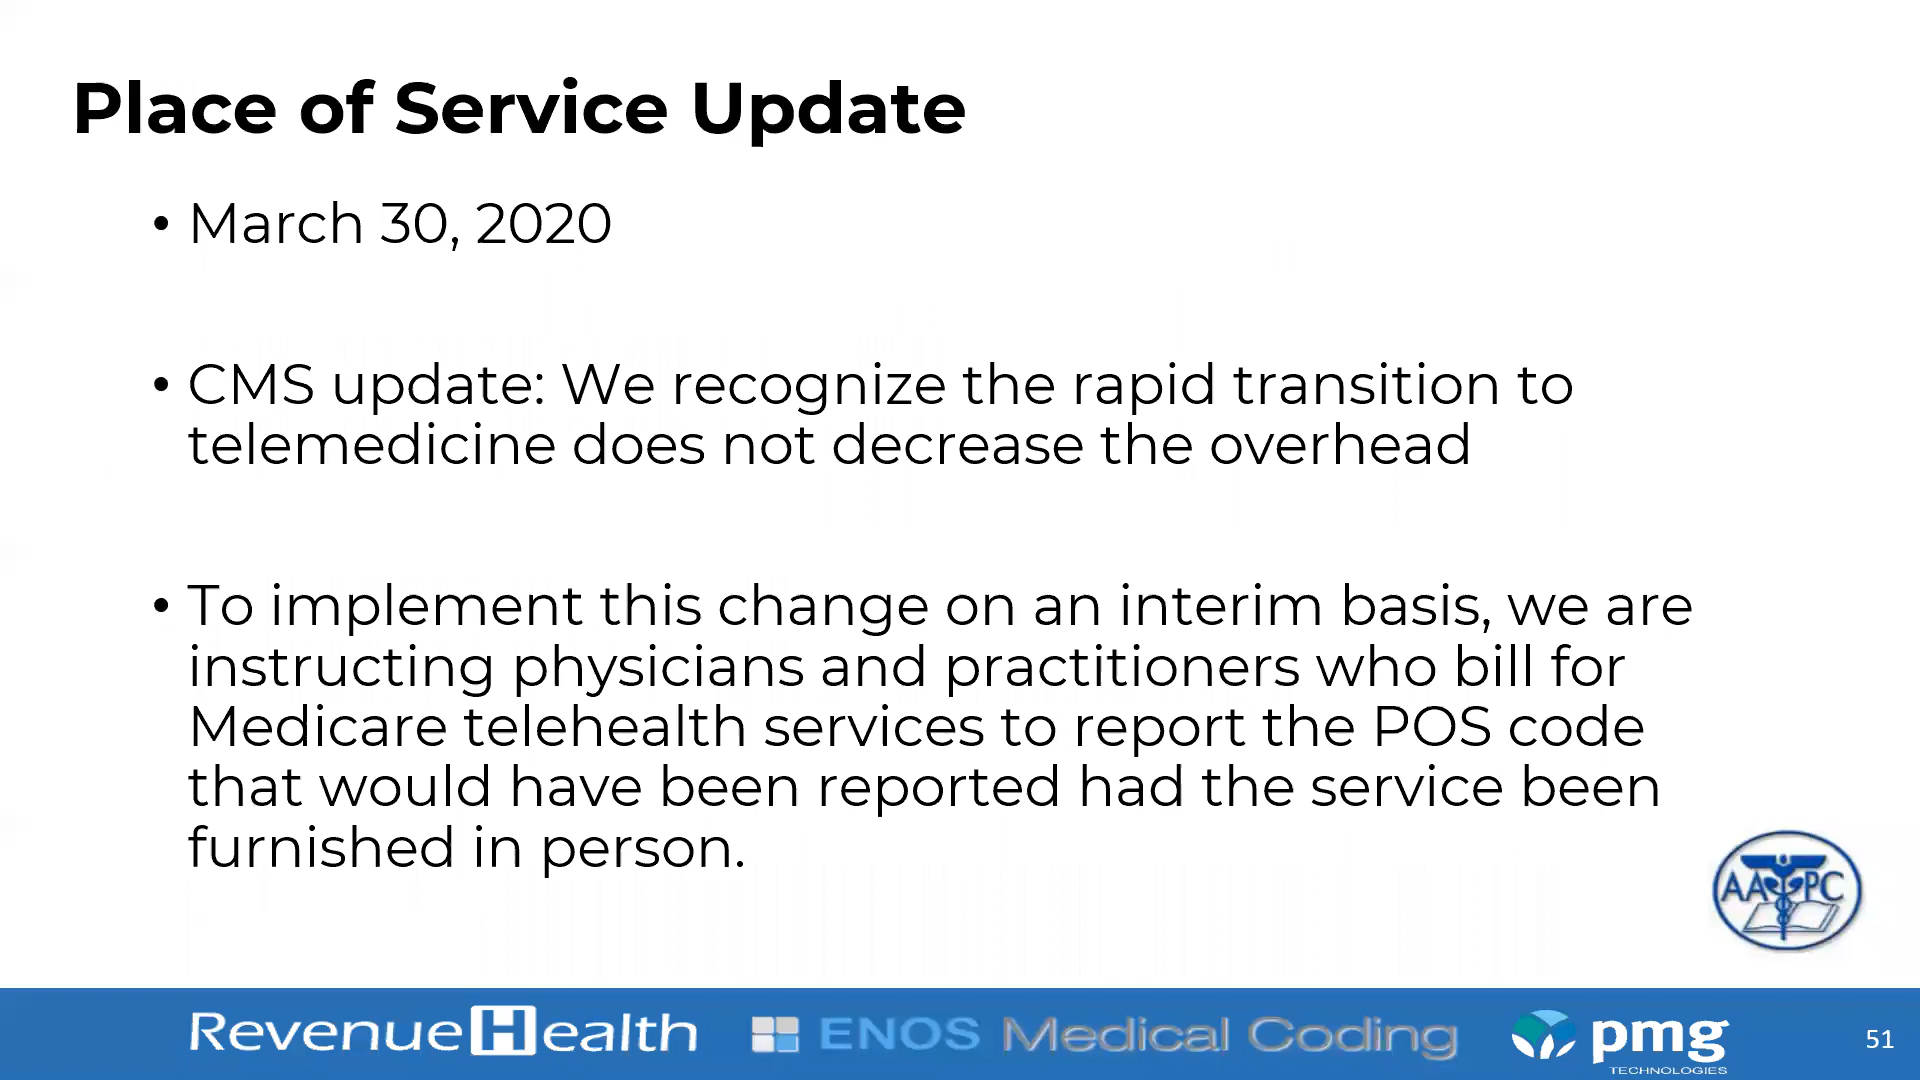 Place of Service Update
• March 30, 2020
• CMS update: We recognize the rapid transition to
telemedicine does not decrease the overhead
• To implement this change on an interim basis, we are
instructing physicians and practitioners who bill for
Medicare telehealth services to report the POS code
that would have been reported had the service been
furnished in person.
AAPC
RevenueHealth
ENOS Medical Coding
pmg
TECHNOLOGIES
51